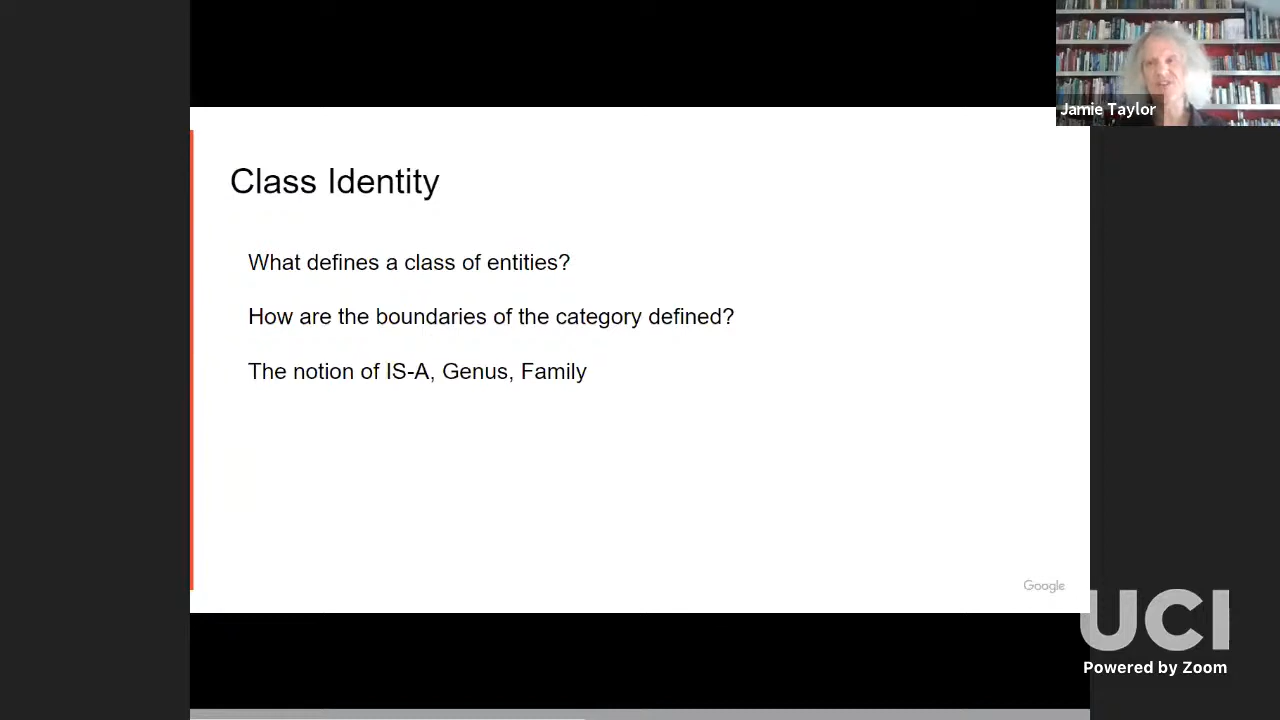 Jamie Taylor
Class Identity
What defines a class of entities?
How are the boundaries of the category defined?
The notion of IS-A, Genus, Family
Google
UCI
Powered by Zoom